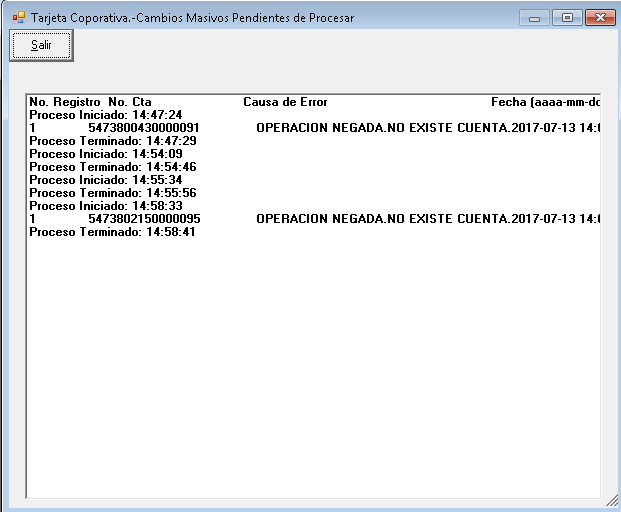 Tarjeta Coporativa.-Cambios Masivos Pendientes de Procesar
Salir
No. Registro No. Cta Causa de Error Fecha (aaaa-mm-dd
Proceso Iniciado: 14:47:24
1 5473800430000091 OPERACION NEGADA.NO EXISTE CUENTA.2017-07-13 14:0
Proceso Terminado: 14:47:29
Proceso Iniciado: 14:54:09
Proceso Terminado: 14:54:46
Proceso Iniciado: 14:55:34
Proceso Terminado: 14:55:56
Proceso Iniciado: 14:58:33
1 5473802150000095 OPERACION NEGADA.NO EXISTE CUENTA.2017-07-13 14:0
Proceso Terminado: 14:58:41